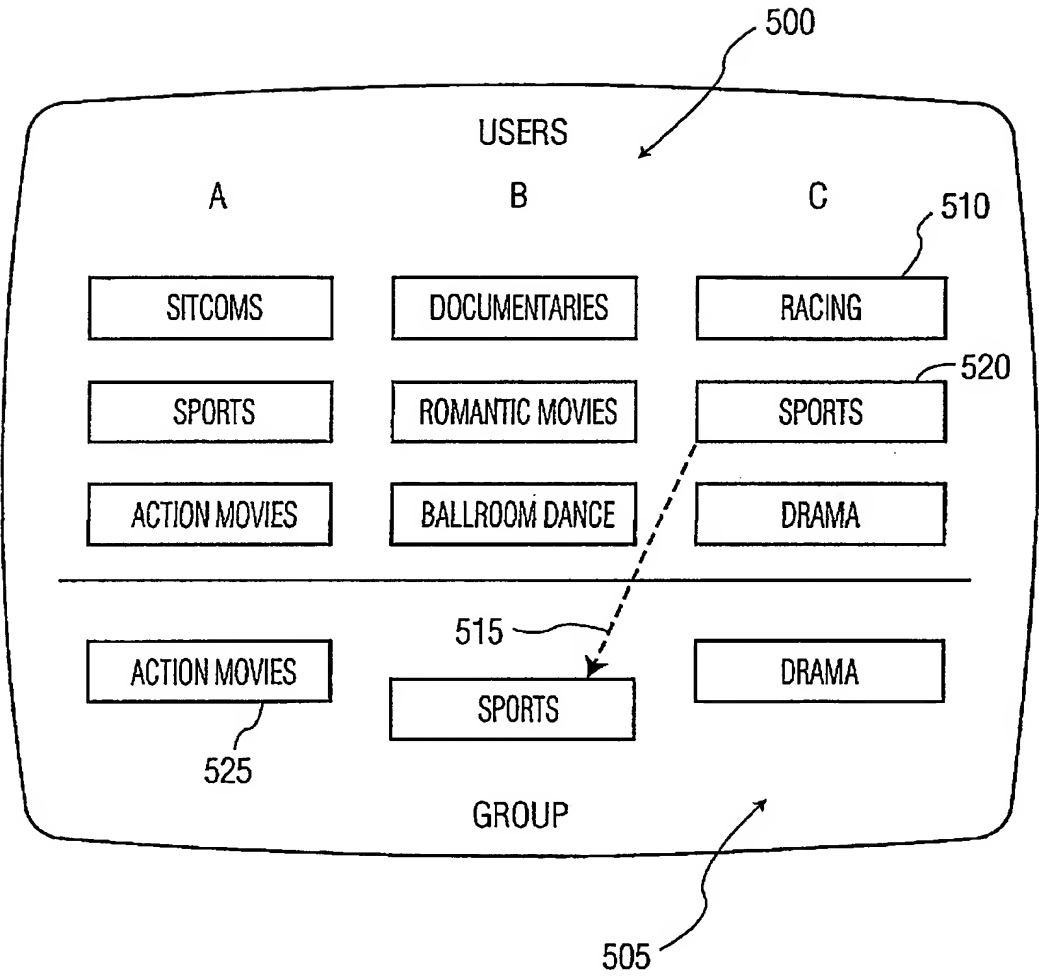 500
USERS
A B C
510
SITCOMS DOCUMENTARIES RACING
520
SPORTS ROMANTIC MOVIES SPORTS
ACTION MOVIES BALLROOM DANCE DRAMA
515
ACTION MOVIES SPORTS DRAMA
525
GROUP
505